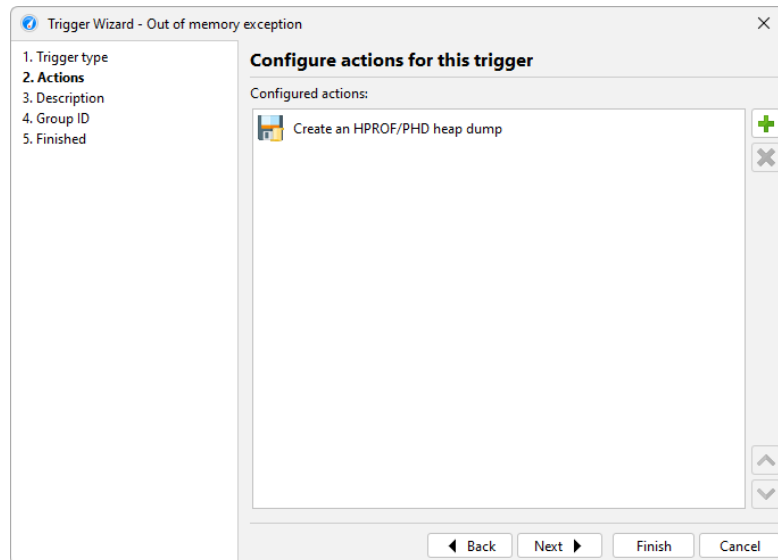 Trigger Wizard - Out of memory exception
1. Trigger type
2. Actions
3. Description
4. Group ID
5. Finished
Configure actions for this trigger
Configured actions:
Create an HPROF/PHD heap dump
Back
Next
Finish
Cancel